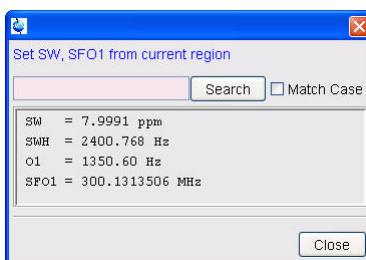 Set SW, SFO1 from current region
Search Match Case
SW = 7.9991 ppm
SWH = 2400.768 Hz
O1 = 1350.60 Hz
SFO1 = 300.1313506 MHz
Close